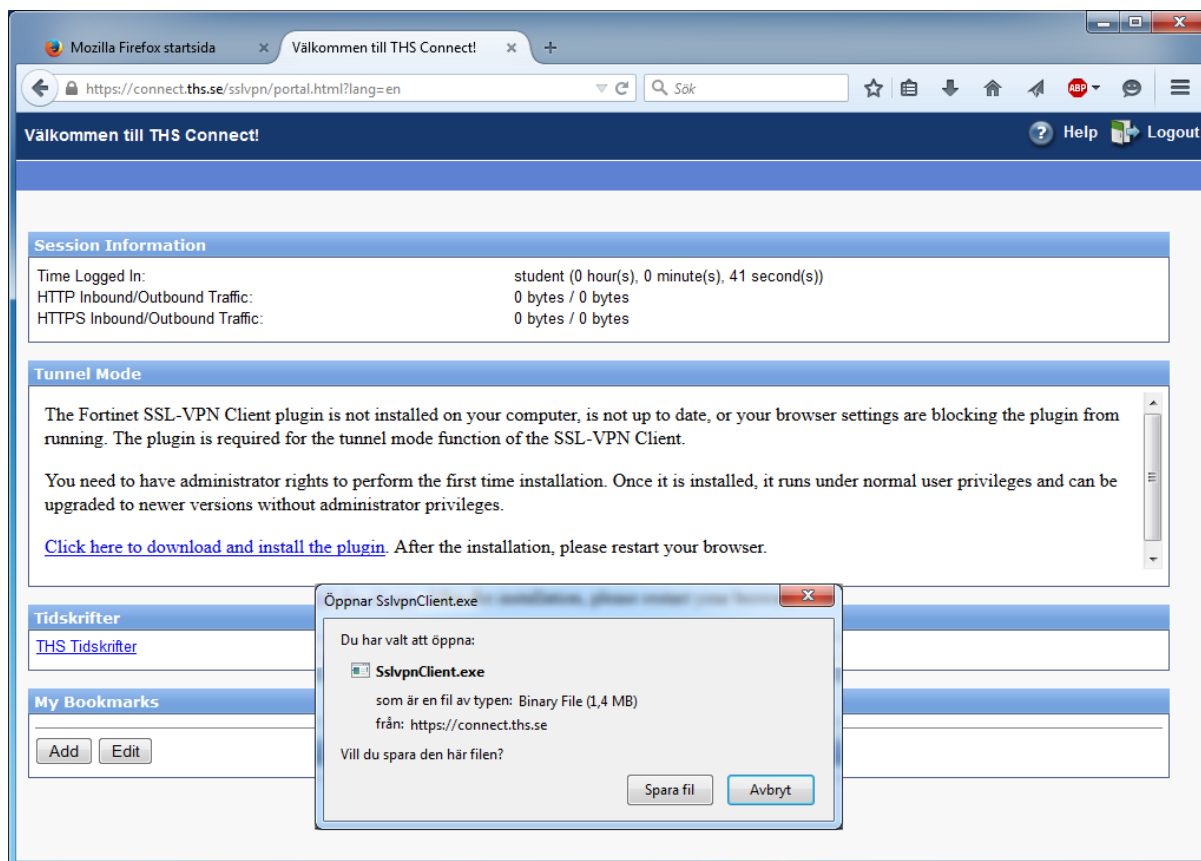 Mozilla Firefox startsida
Välkommen till THS Connect!
https://connect.ths.se/sslvpn/portal.html?lang=en
Sök
ABP
Välkommen till THS Connect!
Help
Logout
Session Information
Time Logged In: student (0 hour(s), 0 minute(s), 41 second(s))
HTTP Inbound/Outbound Traffic: 0 bytes / 0 bytes
HTTPS Inbound/Outbound Traffic: 0 bytes / 0 bytes
Tunnel Mode
The Fortinet SSL-VPN Client plugin is not installed on your computer, is not up to date, or your browser settings are blocking the plugin from
running. The plugin is required for the tunnel mode function of the SSL-VPN Client.
You need to have administrator rights to perform the first time installation. Once it is installed, it runs under normal user privileges and can be
upgraded to newer versions without administrator privileges.
Click here to download and install the plugin. After the installation, please restart your browser.
Tidskrifter
THS Tidskrifter
My Bookmarks
Add Edit
Öppnar SslvpnClient.exe
Du har valt att öppna:
SslvpnClient.exe
som är en fil av typen: Binary File (1,4 MB)
från: https://connect.ths.se
Vill du spara den här filen?
Spara fil Avbryt